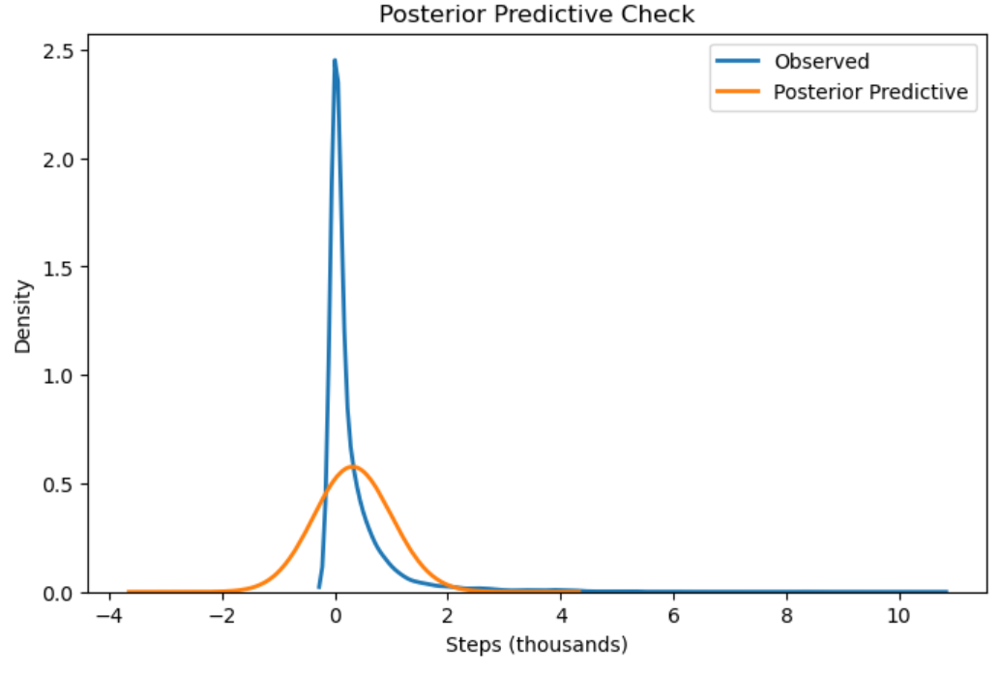 Posterior Predictive Check
Observed
Posterior Predictive
2.5
2.0
1.5
1.0
0.5
0.0
Density
−4 −2 0 2 4 6 8 10
Steps (thousands)